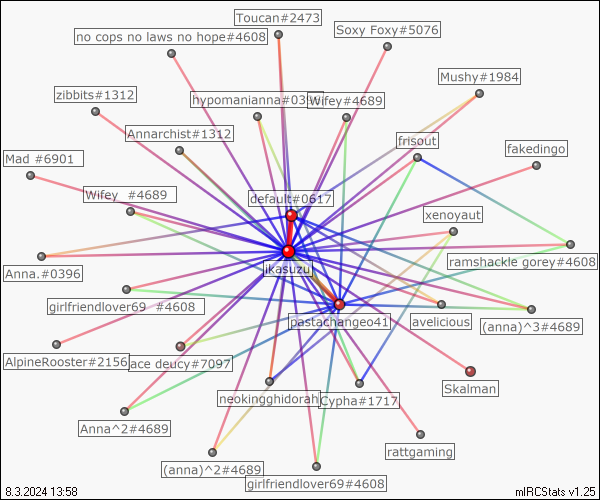 Toucan#2473
Soxy Foxy#5076
no cops no laws no hope#4608
Mushy#1984
zibbits#1312
hypomanianna#039
Wifey#4689
Annarchist#1312
frisout
fakedingo
Mad #6901
Wifey  #4689
default#0617
xenoyaut
Anna.#0396
ikasuzu
ramshackle gorey#4608
girlfriendlover69  #4608
pastachangeo41
avelicious
(anna)^3#4689
AlpineRooster#2156
ace deucy#7097
Skalman
neokingghidorah
Cypha#1717
Anna^2#4689
rattgaming
(anna)^2#4689
girlfriendlover69#4608
8.3.2024 13:58
mIRCStats v1.25